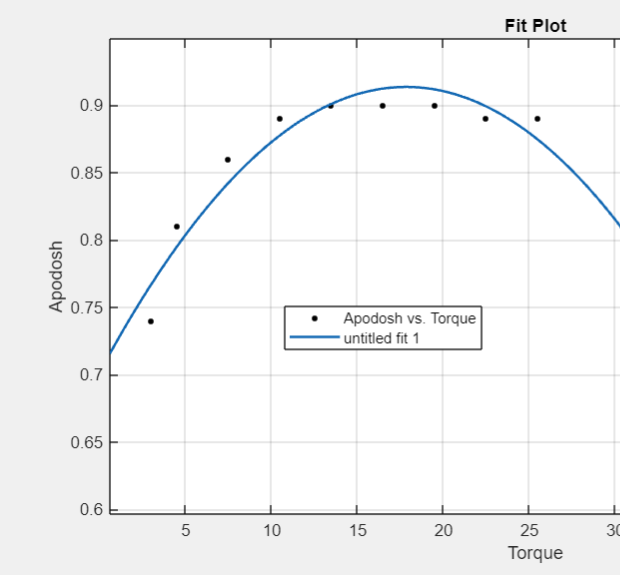 Fit Plot
0.9
0.85
0.8
0.75
0.7
0.65
0.6
Apodosh
Apodosh vs. Torque
untitled fit 1
5 10 15 20 25 30
Torque